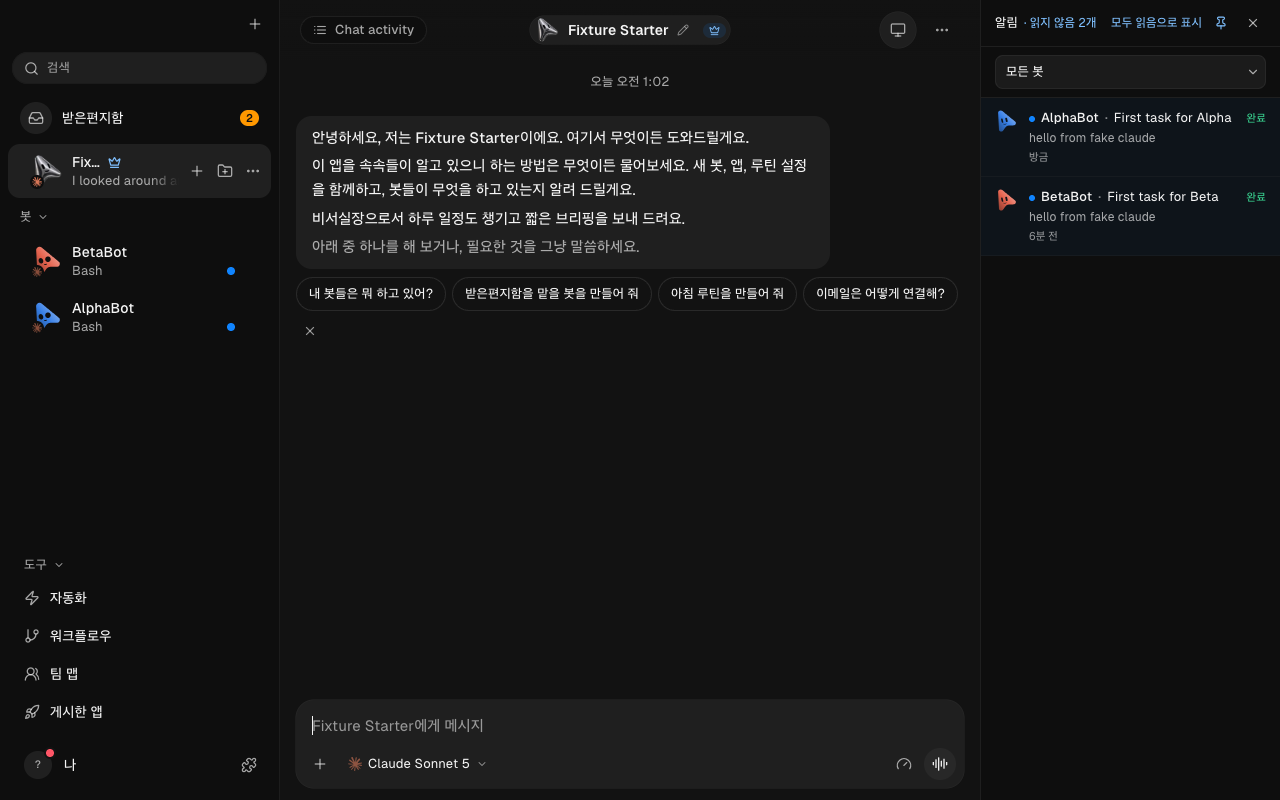 검색
받은편지함
2
Fix…
I looked around a
봇
BetaBot
Bash
AlphaBot
Bash
도구
자동화
워크플로우
팀 맵
게시한 앱
?
나
Chat activity
Fixture Starter
오늘 오전 1:02
안녕하세요, 저는 Fixture Starter이에요. 여기서 무엇이든 도와드릴게요.
이 앱을 속속들이 알고 있으니 하는 방법은 무엇이든 물어보세요. 새 봇, 앱, 루틴 설정
을 함께하고, 봇들이 무엇을 하고 있는지 알려 드릴게요.
비서실장으로서 하루 일정도 챙기고 짧은 브리핑을 보내 드려요.
아래 중 하나를 해 보거나, 필요한 것을 그냥 말씀하세요.
내 봇들은 뭐 하고 있어?
받은편지함을 맡을 봇을 만들어 줘
아침 루틴을 만들어 줘
이메일은 어떻게 연결해?
Fixture Starter에게 메시지
Claude Sonnet 5
알림 · 읽지 않음 2개 모두 읽음으로 표시
모든 봇
AlphaBot · First task for Alpha 완료
hello from fake claude
방금
BetaBot · First task for Beta 완료
hello from fake claude
6분 전